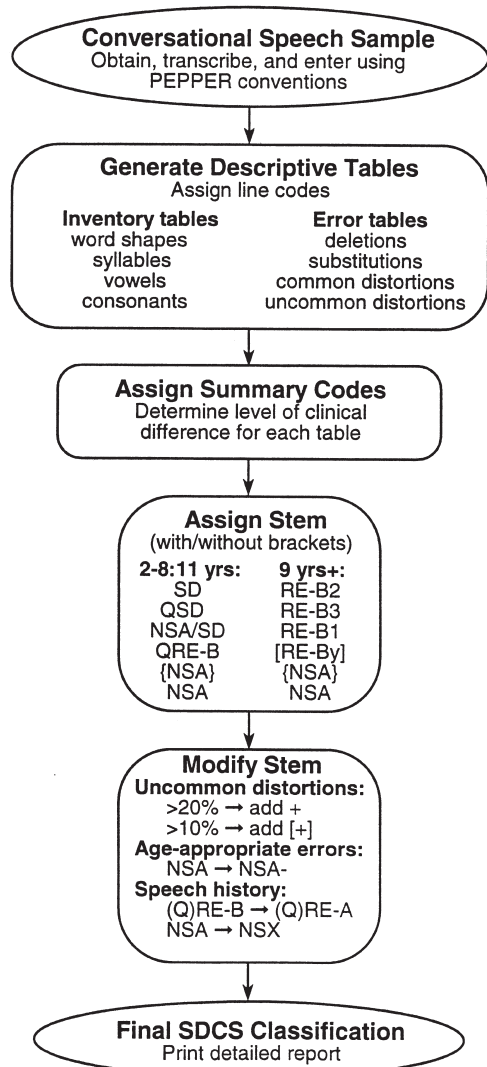 Conversational Speech Sample
Obtain, transcribe, and enter using
PEPPER conventions
Generate Descriptive Tables
Assign line codes
Inventory tables
word shapes
syllables
vowels
consonants
Error tables
deletions
substitutions
common distortions
uncommon distortions
Assign Summary Codes
Determine level of clinical
difference for each table
Assign Stem
(with/without brackets)
2-8:11 yrs:
SD
QSD
NSA/SD
QRE-B
{NSA}
NSA
9 yrs+:
RE-B2
RE-B3
RE-B1
[RE-By]
{NSA}
NSA
Modify Stem
Uncommon distortions:
>20% → add +
>10% → add [+]
Age-appropriate errors:
NSA → NSA-
Speech history:
(Q)RE-B → (Q)RE-A
NSA → NSX
Final SDCS Classification
Print detailed report